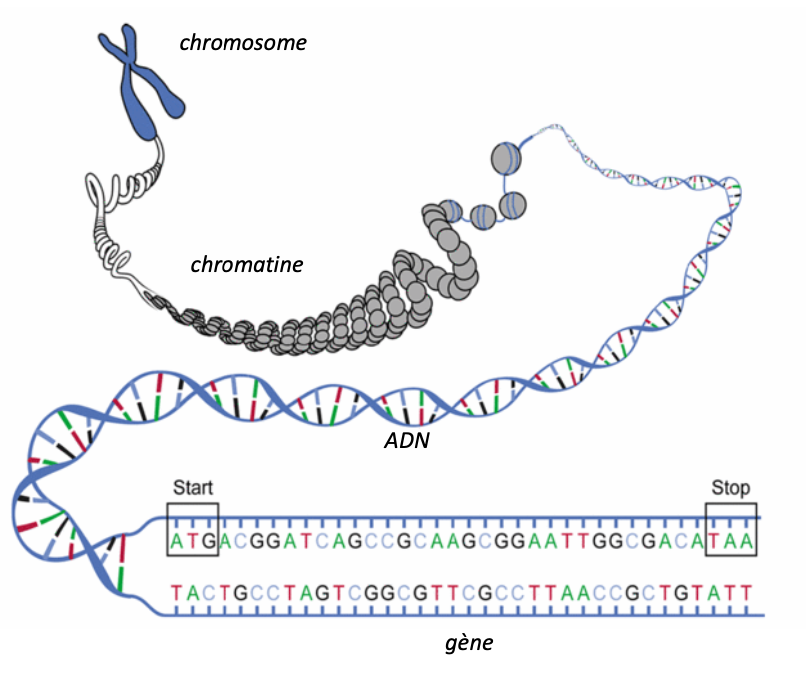 chromosome
chromatine
ADN
Start
Stop
ATGACGGATCAGCCGCAAGCGGAATTGGCGACATAA
TACTGCCTAGTCGGCGTTCGCCTTAACCGCTGTATT
gène